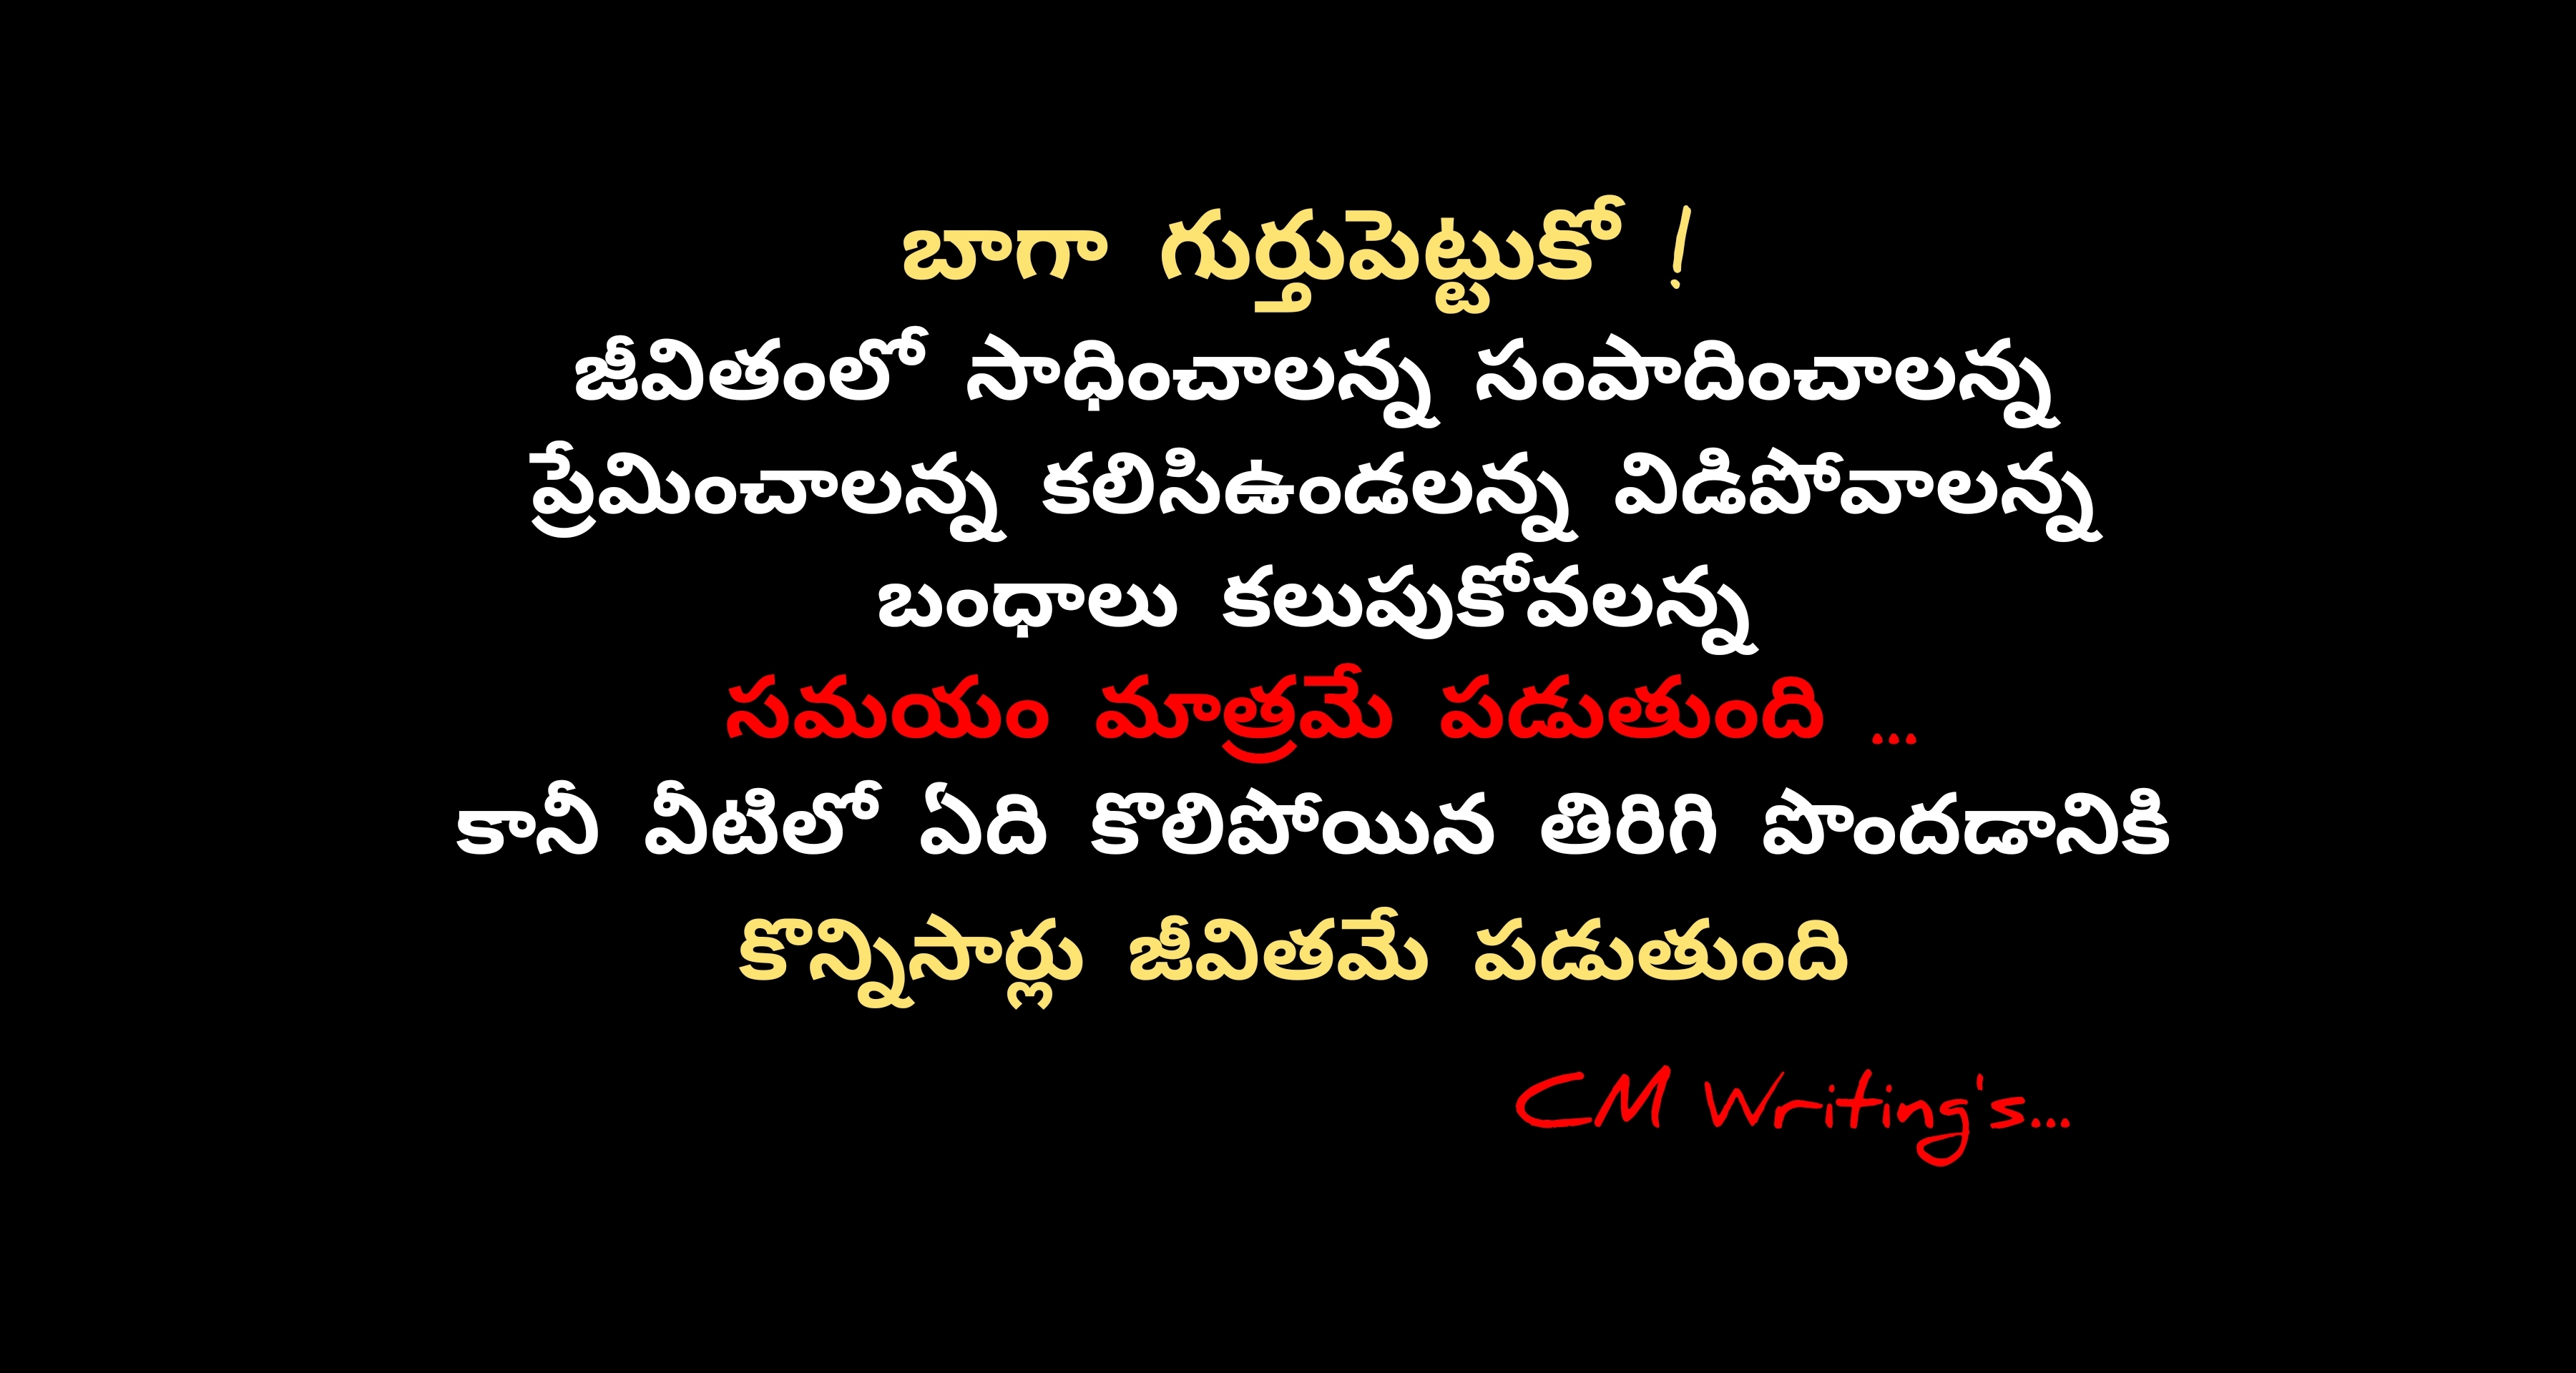 బాగా గుర్తుపెట్టుకో !
జీవితంలో సాధించాలన్న సంపాదించాలన్న
ప్రేమించాలన్న కలిసిఉండలన్న విడిపోవాలన్న
బంధాలు కలుపుకోవలన్న
సమయం మాత్రమే పడుతుంది ...
కానీ వీటిలో ఏది కొలిపోయిన తిరిగి పొందడానికి
కొన్నిసార్లు జీవితమే పడుతుంది
CM Writing's...